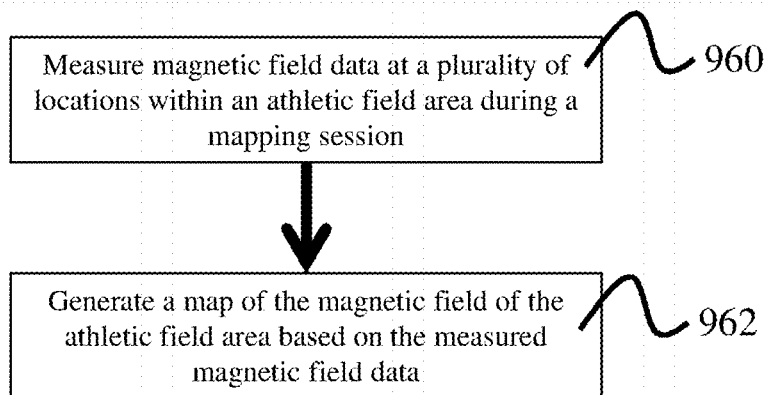 Measure magnetic field data at a plurality of
locations within an athletic field area during a
mapping session
960
Generate a map of the magnetic field of the
athletic field area based on the measured
magnetic field data
962